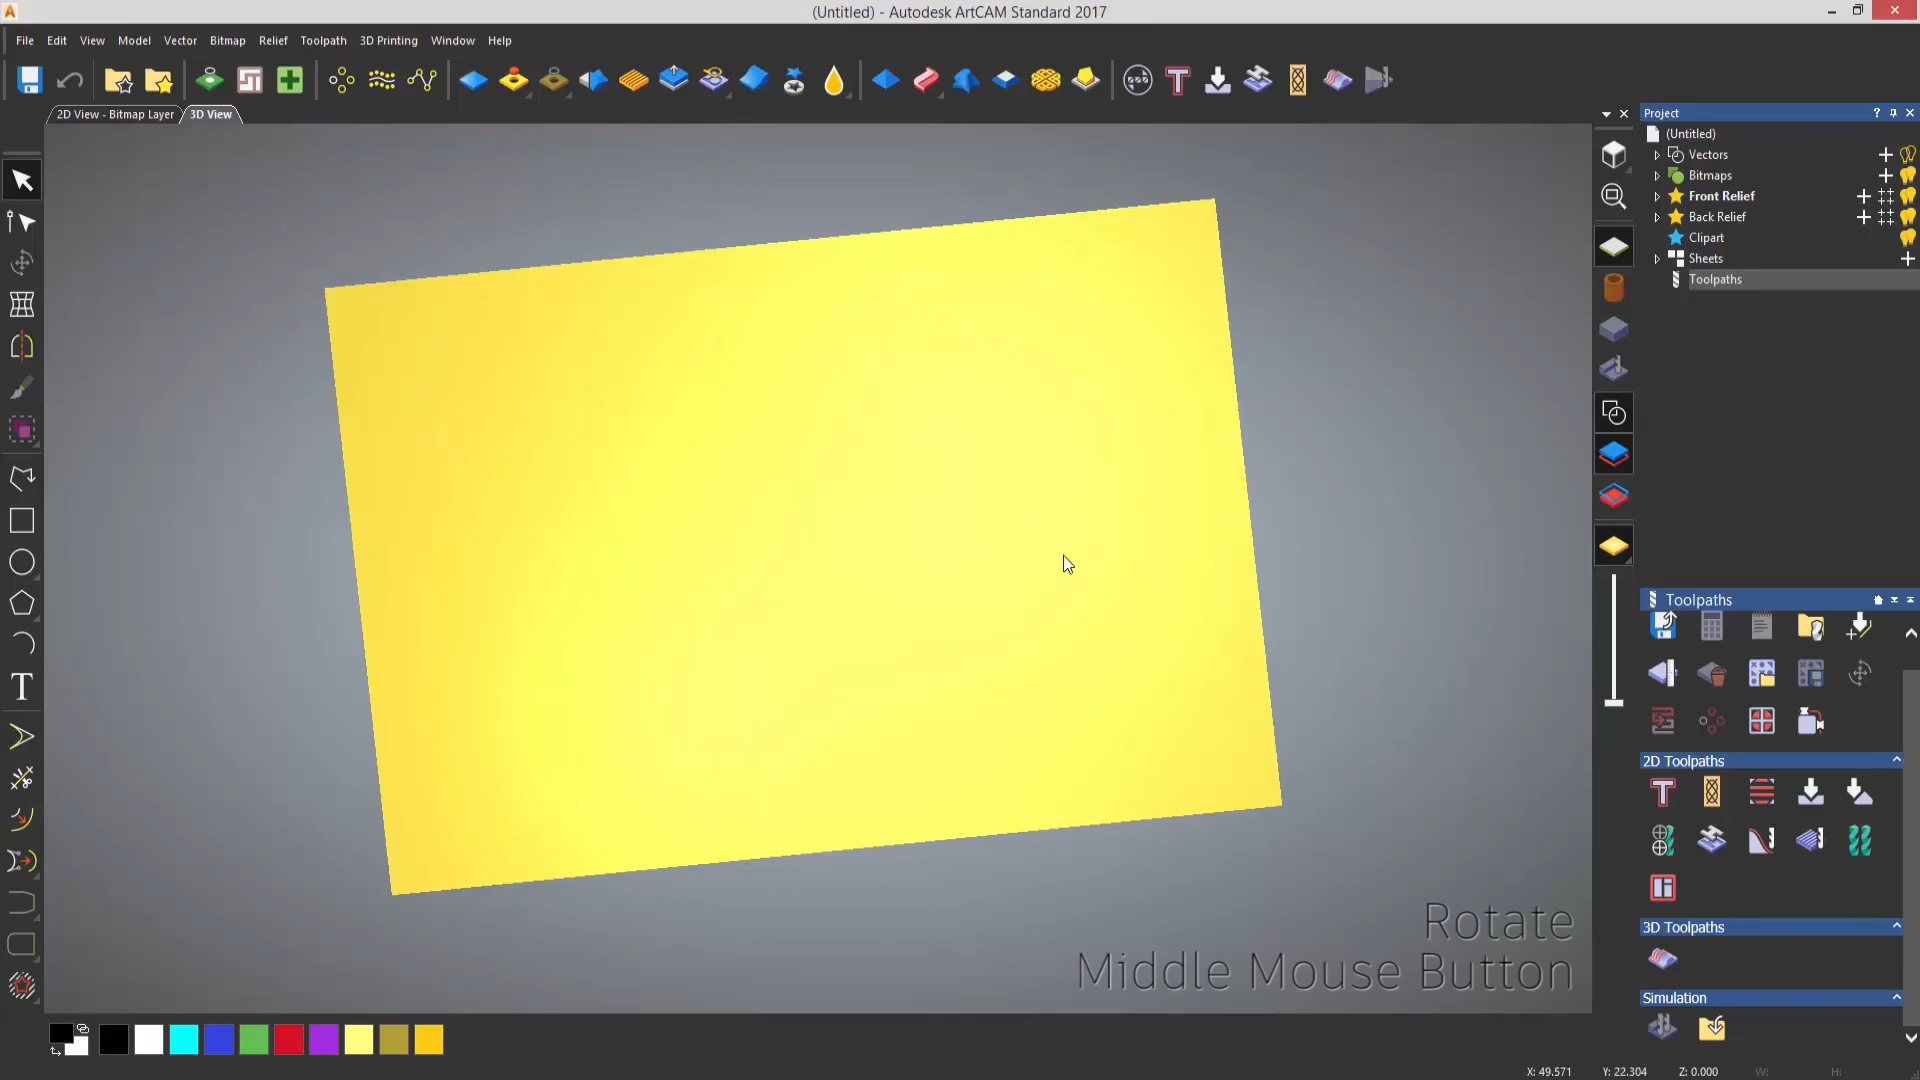 (Untitled) - Autodesk ArtCAM Standard 2017
File Edit View Model Vector Bitmap Relief Toolpath 3D Printing Window Help
2D View - Bitmap Layer 3D View
Project
(Untitled)
Vectors
Bitmaps
Front Relief
Back Relief
Clipart
Sheets
Toolpaths
Toolpaths
2D Toolpaths
3D Toolpaths
Simulation
Rotate
Middle Mouse Button
X: 49.571 Y: 22.304 Z: 0.000 W: H: